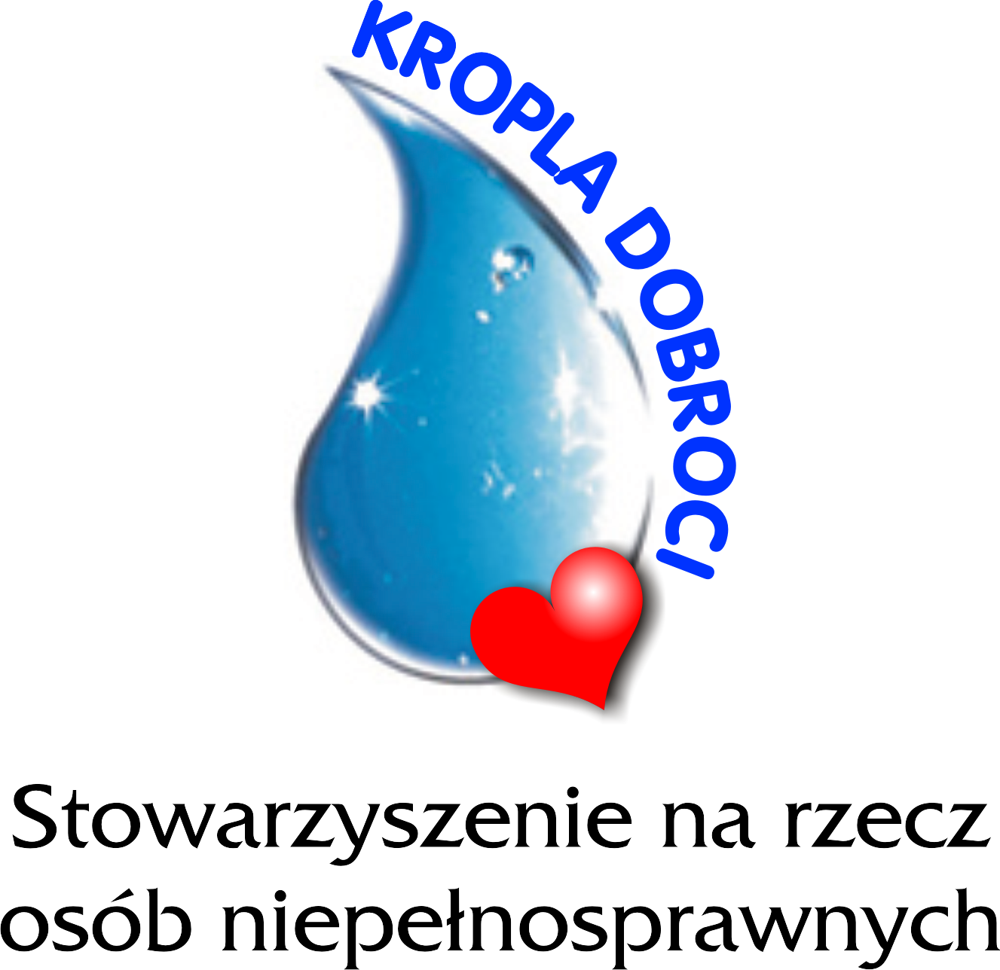 KROPLA DOBROCI
Stowarzyszenie na rzecz
osób niepełnosprawnych